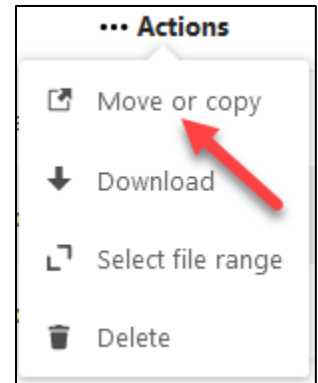 ••• Actions
Move or copy
Download
Select file range
Delete